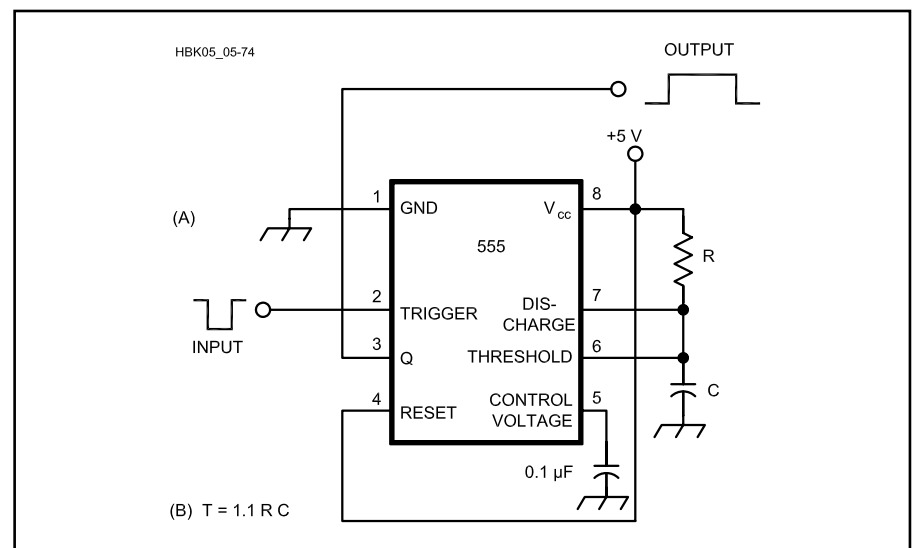 HBK05_05-74
OUTPUT
+5 V
(A)
1
GND
8
Vcc
555
R
2
TRIGGER
7
DIS-
CHARGE
INPUT
3
Q
6
THRESHOLD
4
RESET
5
CONTROL
VOLTAGE
C
0.1 µF
(B) T = 1.1 R C